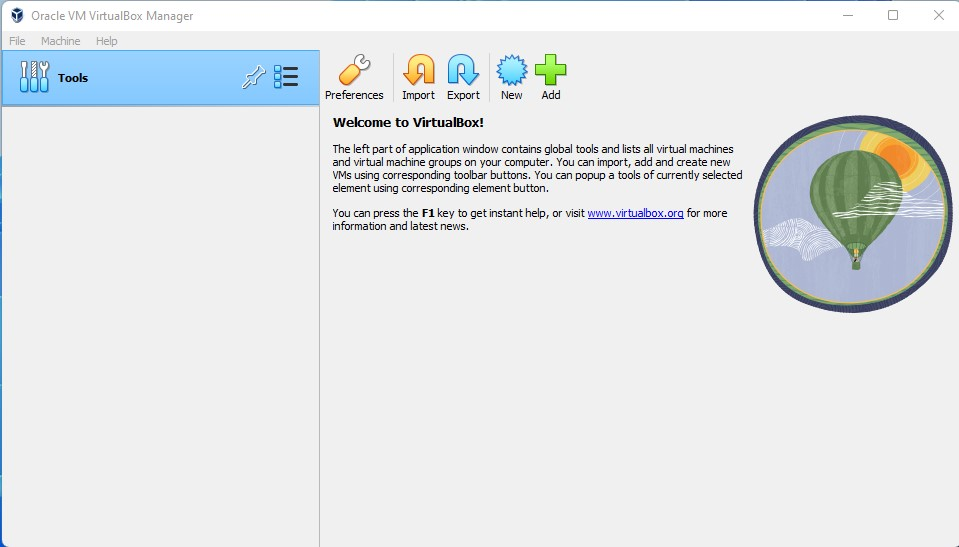 Oracle VM VirtualBox Manager
File Machine Help
Tools
Preferences Import Export New Add
Welcome to VirtualBox!
The left part of application window contains global tools and lists all virtual machines
and virtual machine groups on your computer. You can import, add and create new
VMs using corresponding toolbar buttons. You can popup a tools of currently selected
element using corresponding element button.
You can press the F1 key to get instant help, or visit www.virtualbox.org for more
information and latest news.